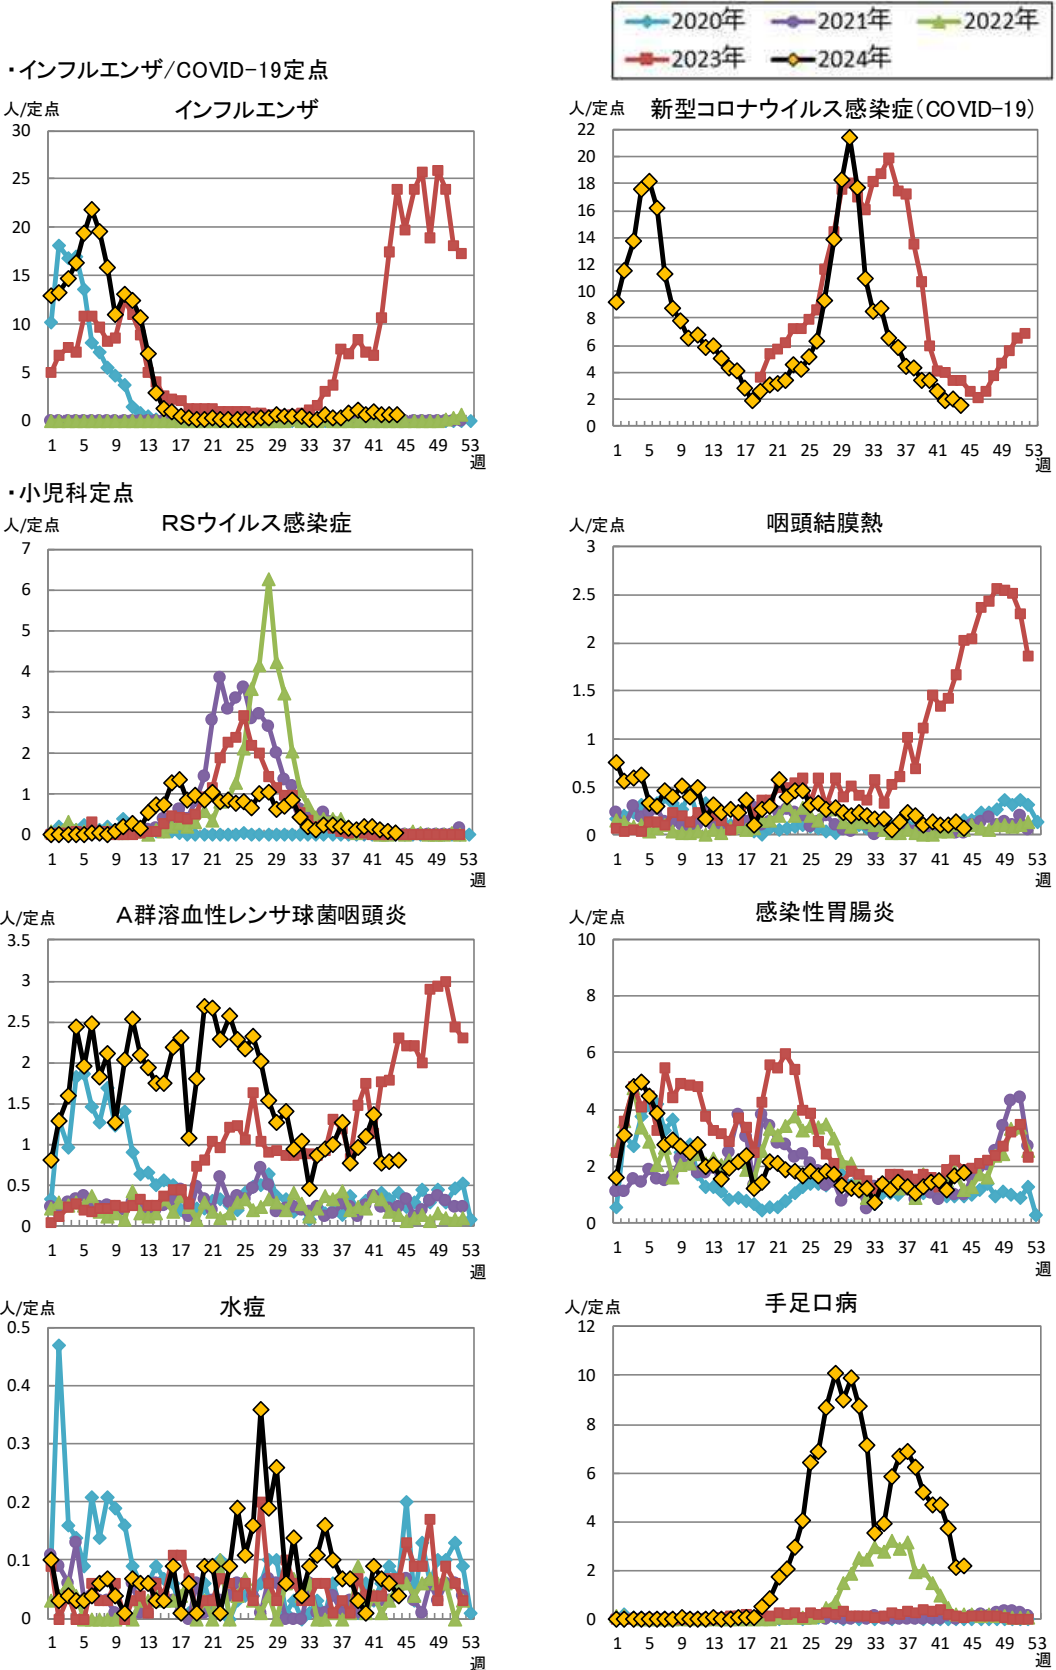 2020年 2021年 2022年
2023年 2024年
・インフルエンザ/COVID-19定点
人/定点 インフルエンザ
30
25
20
15
10
5
0
1 5 9 13 17 21 25 29 33 37 41 45 49 53
週
人/定点 新型コロナウイルス感染症(COVID-19)
22
20
18
16
14
12
10
8
6
4
2
0
1 5 9 13 17 21 25 29 33 37 41 45 49 53
週
・小児科定点
人/定点 RSウイルス感染症
7
6
5
4
3
2
1
0
1 5 9 13 17 21 25 29 33 37 41 45 49 53
週
人/定点 咽頭結膜熱
3
2.5
2
1.5
1
0.5
0
1 5 9 13 17 21 25 29 33 37 41 45 49 53
週
人/定点 A群溶血性レンサ球菌咽頭炎
3.5
3
2.5
2
1.5
1
0.5
0
1 5 9 13 17 21 25 29 33 37 41 45 49 53
週
人/定点 感染性胃腸炎
10
8
6
4
2
0
1 5 9 13 17 21 25 29 33 37 41 45 49 53
週
人/定点 水痘
0.5
0.4
0.3
0.2
0.1
0
1 5 9 13 17 21 25 29 33 37 41 45 49 53
週
人/定点 手足口病
12
10
8
6
4
2
0
1 5 9 13 17 21 25 29 33 37 41 45 49 53
週